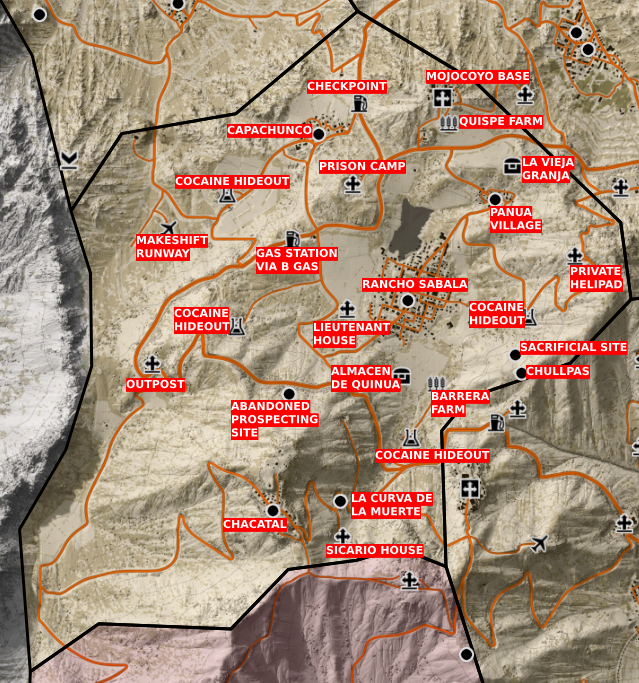 MOJOCOYO BASE
CHECKPOINT
QUISPE FARM
CAPACHUNCO
PRISON CAMP
LA VIEJA
GRANJA
COCAINE HIDEOUT
PANUA
VILLAGE
MAKESHIFT
RUNWAY
GAS STATION
VIA B GAS
PRIVATE
HELIPAD
RANCHO SABALA
COCAINE
HIDEOUT
COCAINE
HIDEOUT
LIEUTENANT
HOUSE
SACRIFICIAL SITE
CHULLPAS
OUTPOST
ALMACEN
DE QUINUA
BARRERA
FARM
ABANDONED
PROSPECTING
SITE
COCAINE HIDEOUT
LA CURVA DE
LA MUERTE
CHACATAL
SICARIO HOUSE